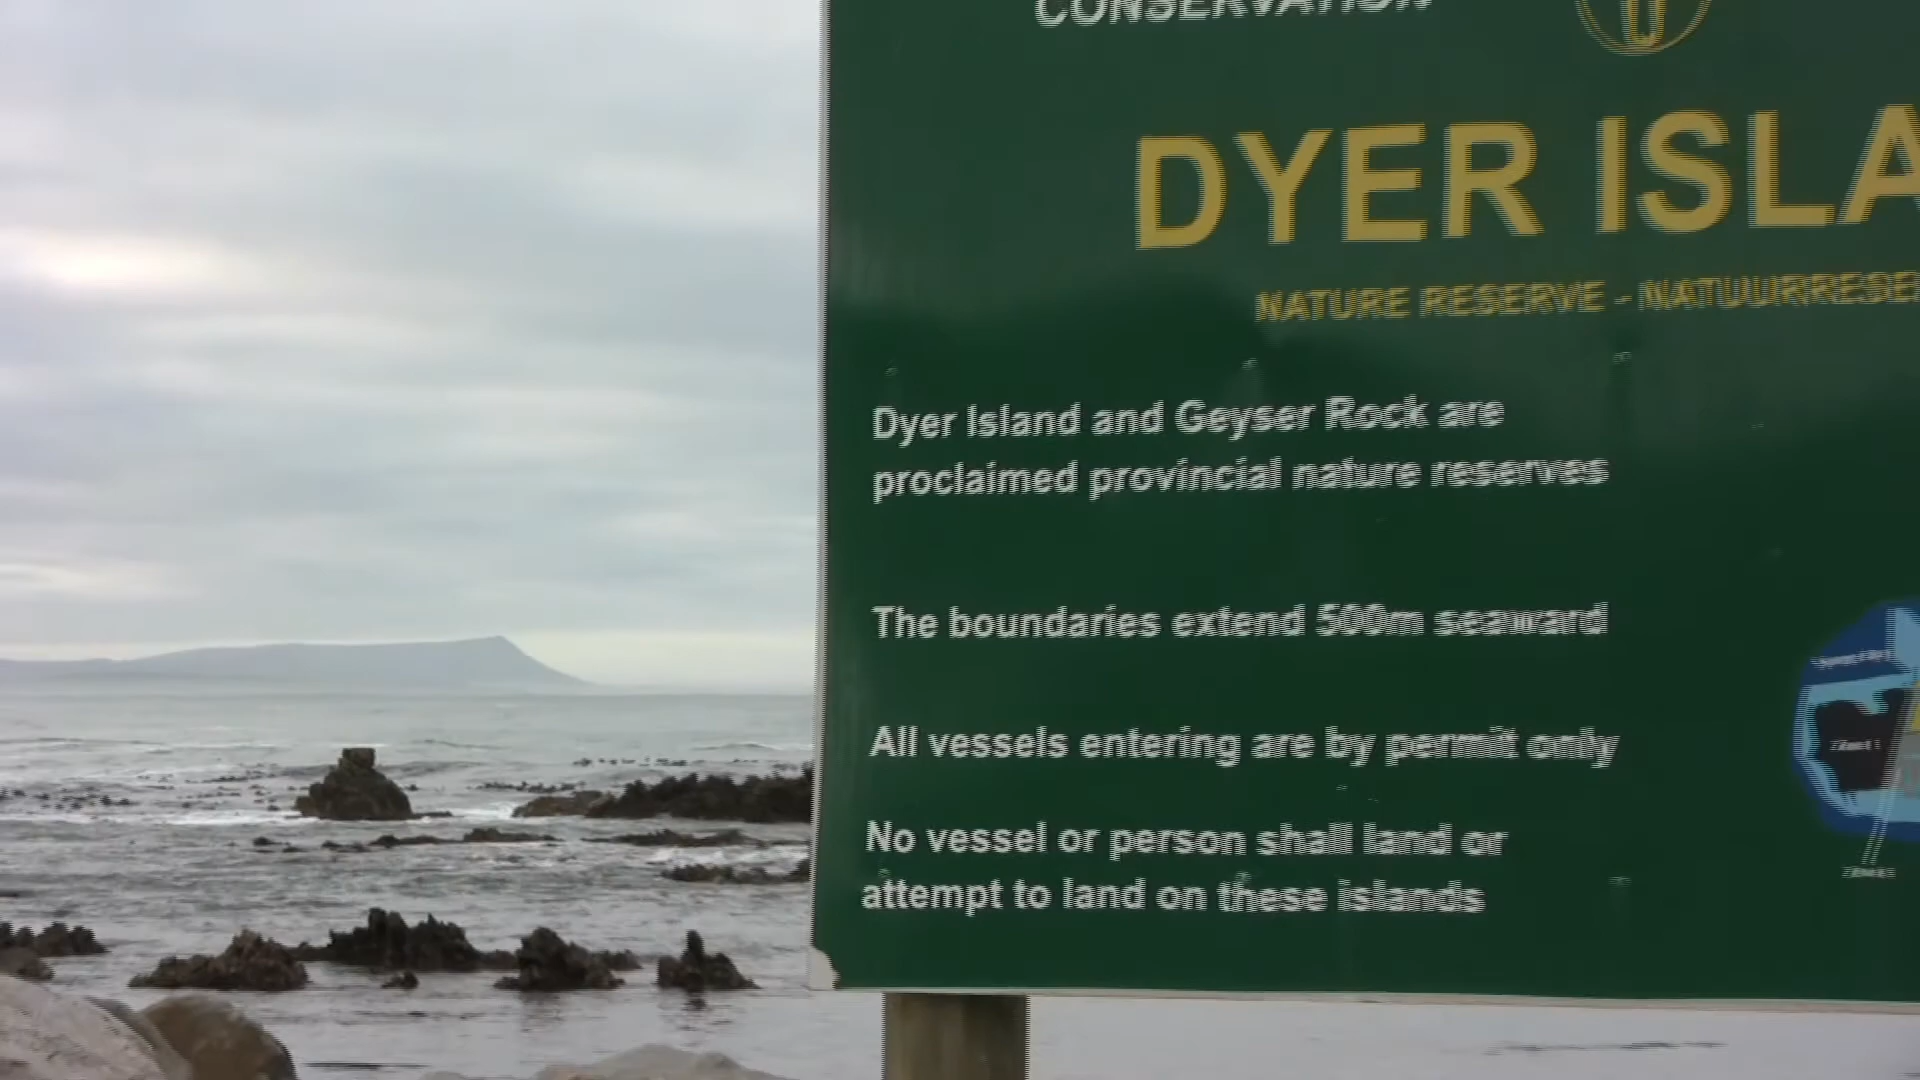 CONSERVATION
DYER ISLA
NATURE RESERVE - NATUURRESE
Dyer Island and Geyser Rock are
proclaimed provincial nature reserves
The boundaries extend 500m seaward
All vessels entering are by permit only
No vessel or person shall land or
attempt to land on these islands